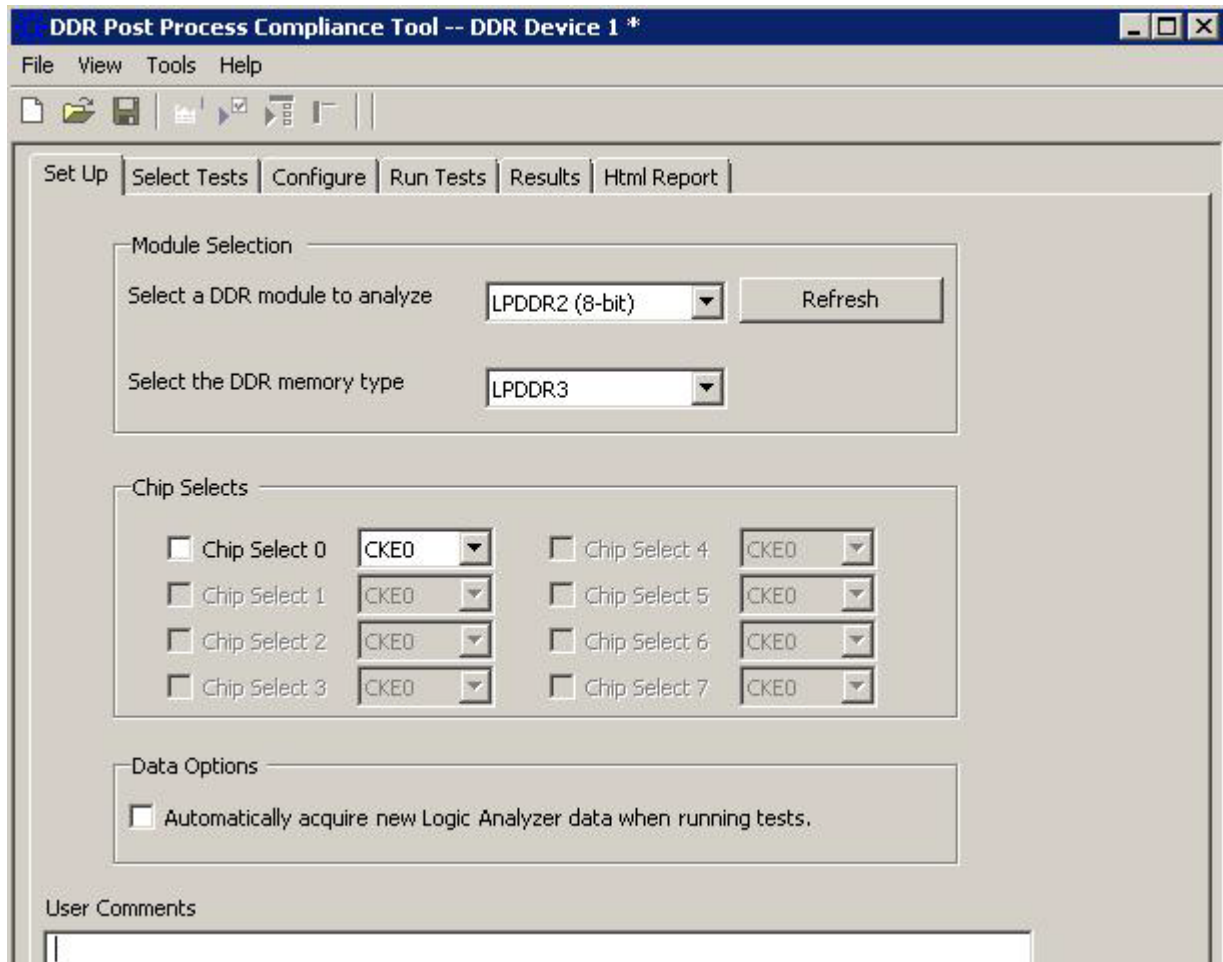 DDR Post Process Compliance Tool -- DDR Device 1 *
File View Tools Help
Set Up Select Tests Configure Run Tests Results Html Report
Module Selection
Select a DDR module to analyze LPDDR2 (8-bit) Refresh
Select the DDR memory type LPDDR3
Chip Selects
Chip Select 0 CKE0 Chip Select 4 CKE0
Chip Select 1 CKE0 Chip Select 5 CKE0
Chip Select 2 CKE0 Chip Select 6 CKE0
Chip Select 3 CKE0 Chip Select 7 CKE0
Data Options
Automatically acquire new Logic Analyzer data when running tests.
User Comments